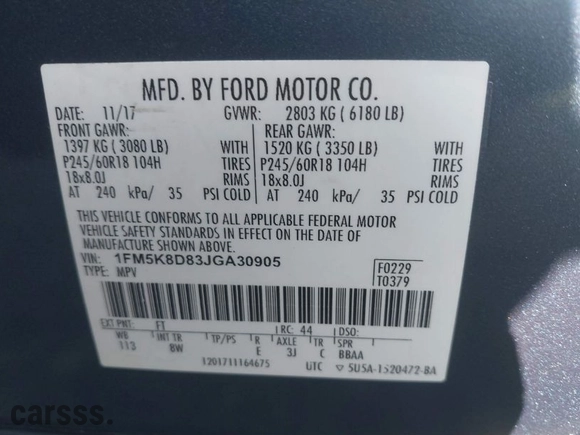 MFD. BY FORD MOTOR CO.
DATE: 11/17 GVWR: 2803 KG ( 6180 LB)
FRONT GAWR: REAR GAWR:
1397 KG ( 3080 LB) WITH 1520 KG ( 3350 LB) WITH
P245/60R18 104H TIRES P245/60R18 104H TIRES
18x8.0J RIMS 18x8.0J RIMS
AT 240 kPa/ 35 PSI COLD AT 240 kPa/ 35 PSI COLD
THIS VEHICLE CONFORMS TO ALL APPLICABLE FEDERAL MOTOR
VEHICLE SAFETY STANDARDS IN EFFECT ON THE DATE OF
MANUFACTURE SHOWN ABOVE.
VIN: 1FM5K8D83JGA30905 F0229
TYPE: MPV T0379
EXT PNT: FT RC: 44 DSO:
WB INT TR TP/PS R AXLE TR SPR
113 8W E 3J C BBAA
1201711164675 UTC ▽ SU5A-1520472-BA
carsss.